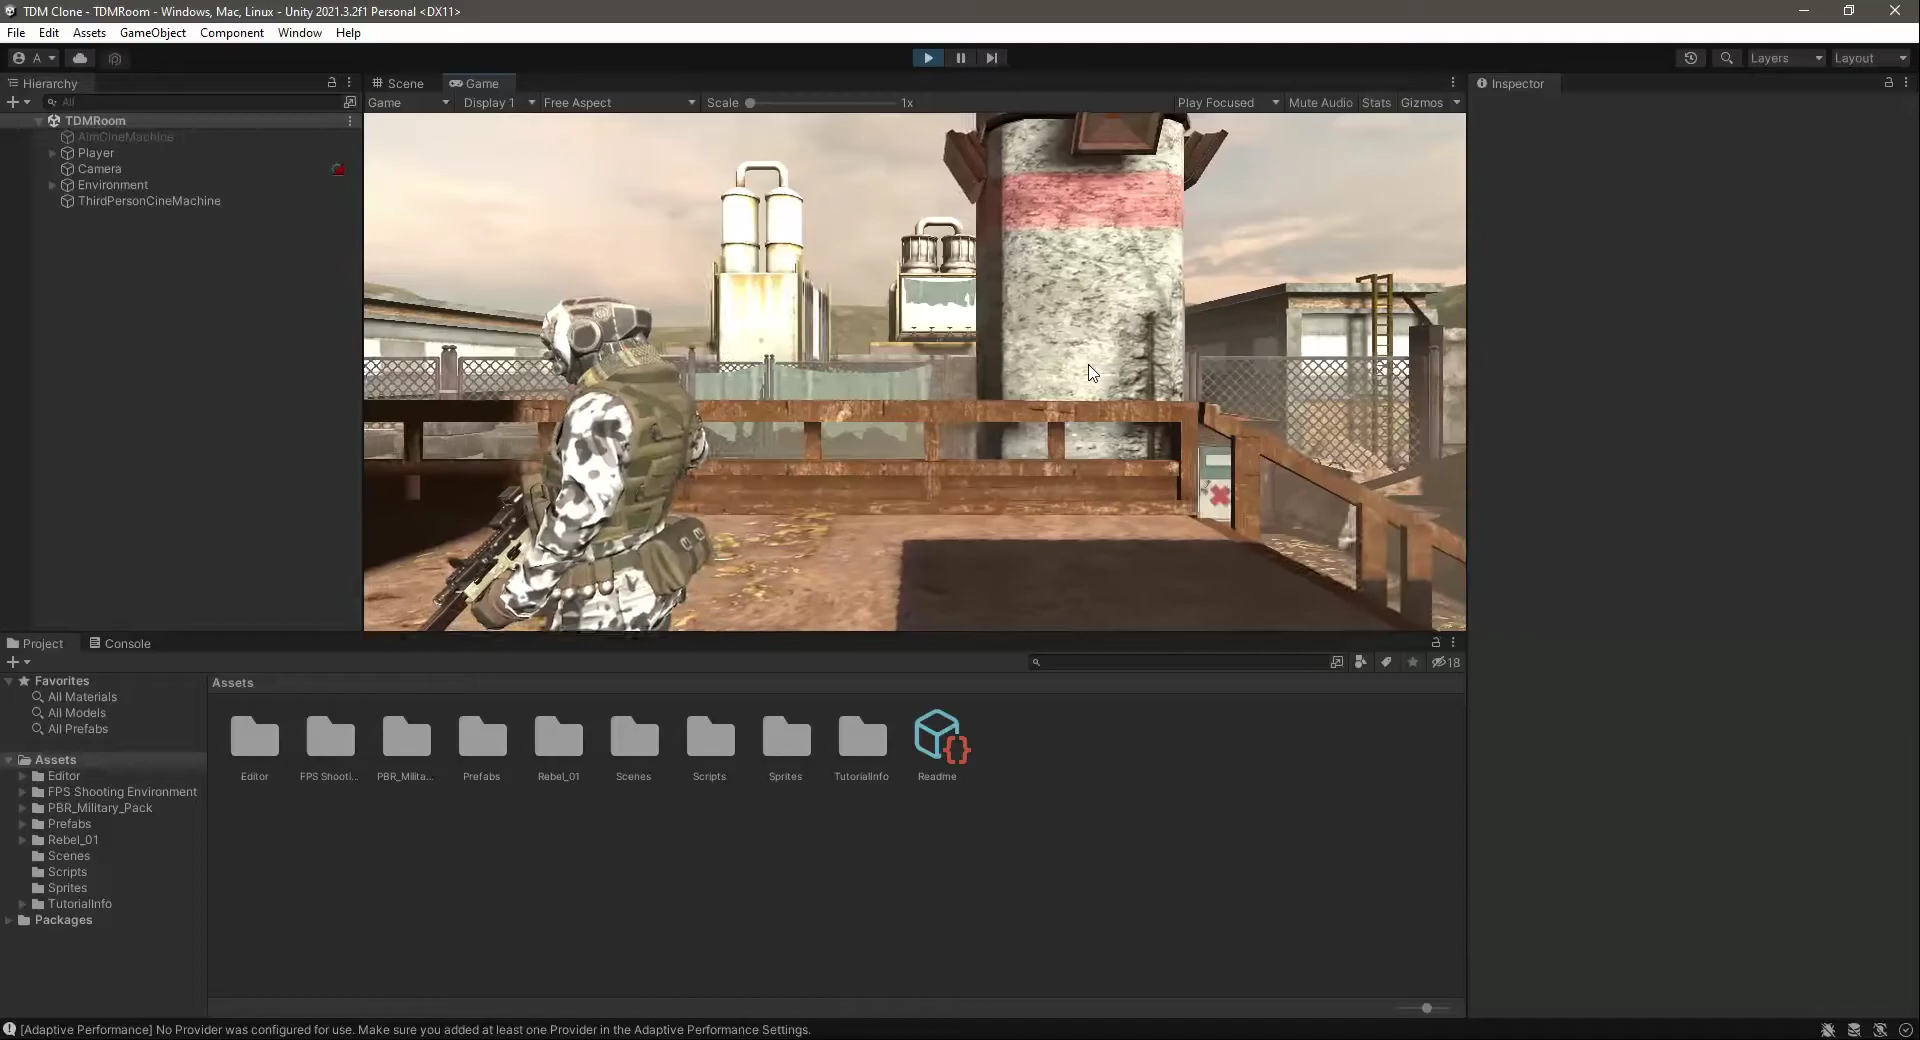 TDM Clone - TDMRoom - Windows, Mac, Linux - Unity 2021.3.2f1 Personal <DX11>
File Edit Assets GameObject Component Window Help
A Layers Layout
Hierarchy Scene Game Inspector
All Game Display 1 Free Aspect Scale 1x Play Focused Mute Audio Stats Gizmos
TDMRoom
AimCineMachine
Player
Camera
Environment
ThirdPersonCineMachine
Project Console
18
Favorites
All Materials
All Models
All Prefabs
Assets
Editor
FPS Shooting Environment
PBR_Military_Pack
Prefabs
Rebel_01
Scenes
Scripts
Sprites
TutorialInfo
Packages
Assets
Editor FPS Shooti... PBR_Milita... Prefabs Rebel_01 Scenes Scripts Sprites TutorialInfo Readme
[Adaptive Performance] No Provider was configured for use. Make sure you added at least one Provider in the Adaptive Performance Settings.